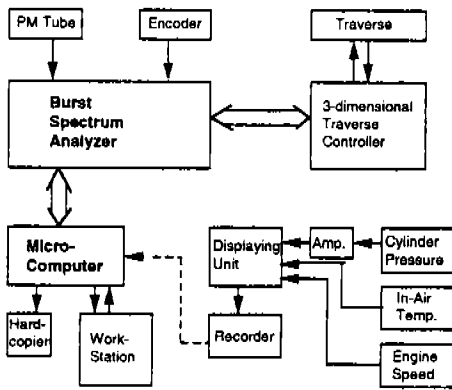 PM Tube
Encoder
Traverse
Burst
Spectrum
Analyzer
3-dimensional
Traverse
Controller
Micro-
Computer
Displaying
Unit
Amp.
Cylinder
Pressure
In-Air
Temp.
Hard-
copier
Work-
Station
Recorder
Engine
Speed